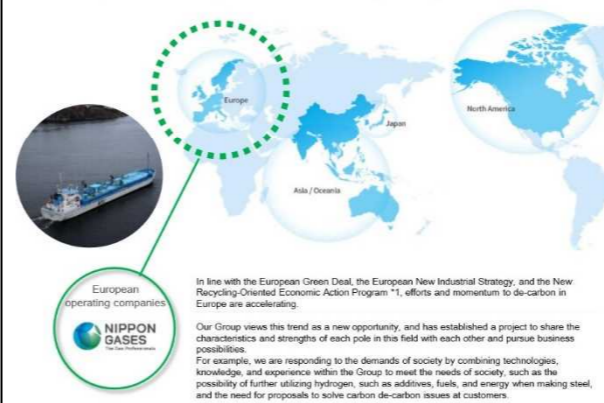 Europe
North America
Japan
Asia / Oceania
European
operating companies
NIPPON
GASES
The Gas Professionals
In line with the European Green Deal, the European New Industrial Strategy, and the New
Recycling-Oriented Economic Action Program *1, efforts and momentum to de-carbon in
Europe are accelerating.
Our Group views this trend as a new opportunity, and has established a project to share the
characteristics and strengths of each pole in this field with each other and pursue business
possibilities.
For example, we are responding to the demands of society by combining technologies,
knowledge, and experience within the Group to meet the needs of society, such as the
possibility of further utilizing hydrogen, such as additives, fuels, and energy when making steel,
and the need for proposals to solve carbon de-carbon issues at customers.